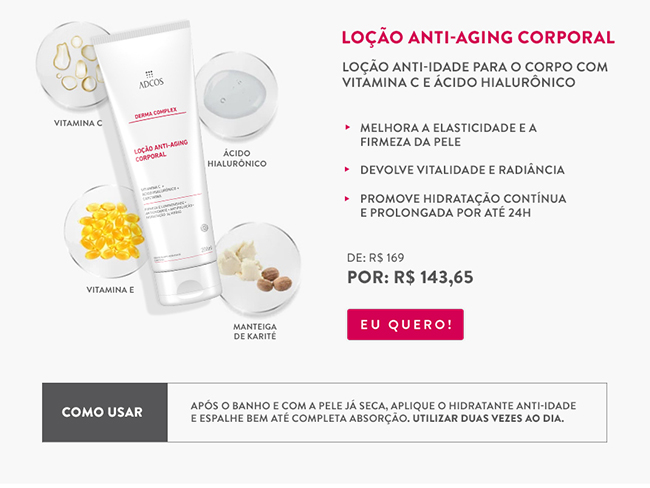 LOÇÃO ANTI-AGING CORPORAL
LOÇÃO ANTI-IDADE PARA O CORPO COM
VITAMINA C E ÁCIDO HIALURÔNICO
MELHORA A ELASTICIDADE E A
FIRMEZA DA PELE
DEVOLVE VITALIDADE E RADIÂNCIA
PROMOVE HIDRATAÇÃO CONTÍNUA
E PROLONGADA POR ATÉ 24H
DE: R$ 169
POR: R$ 143,65
EU QUERO!
VITAMINA C
ÁCIDO
HIALURÔNICO
VITAMINA E
MANTEIGA
DE KARITÉ
ADCOS
DERMA COMPLEX
LOÇÃO ANTI-AGING
CORPORAL
VITAMINA C +
COMO USAR
APÓS O BANHO E COM A PELE JÁ SECA, APLIQUE O HIDRATANTE ANTI-IDADE
E ESPALHE BEM ATÉ COMPLETA ABSORÇÃO. UTILIZAR DUAS VEZES AO DIA.